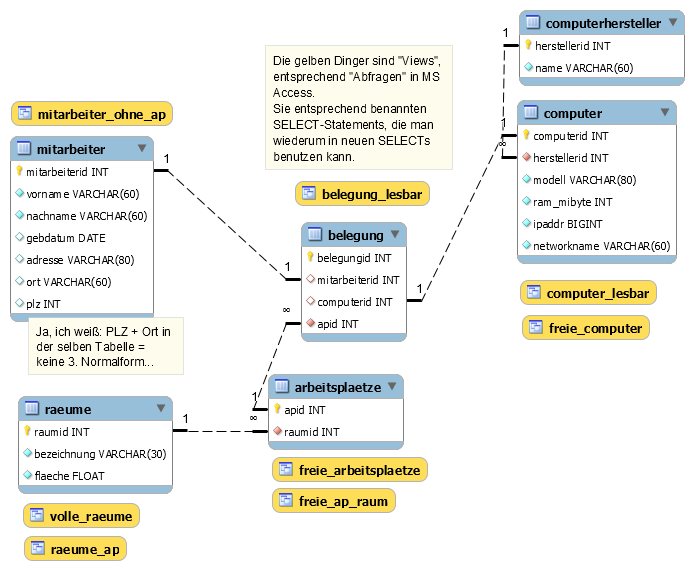 computerhersteller
herstellerid INT
name VARCHAR(60)
1
Die gelben Dinger sind "Views",
entsprechend "Abfragen" in MS
Access.
Sie entsprechend benannten
SELECT-Statements, die man
wiederum in neuen SELECTs
benutzen kann.
mitarbeiter_ohne_ap
mitarbeiter
mitarbeiterid INT
vorname VARCHAR(60)
nachname VARCHAR(60)
gebdatum DATE
adresse VARCHAR(80)
ort VARCHAR(60)
plz INT
1
computer
computerid INT
herstellerid INT
modell VARCHAR(80)
ram_mibyte INT
ipaddr BIGINT
networkname VARCHAR(60)
1
∞
belegung_lesbar
belegung
belegungid INT
mitarbeiterid INT
computerid INT
apid INT
1
1
∞
computer_lesbar
freie_computer
Ja, ich weiß: PLZ + Ort in
der selben Tabelle =
keine 3. Normalform...
arbeitsplaetze
apid INT
raumid INT
1
∞
raeume
raumid INT
bezeichnung VARCHAR(30)
flaeche FLOAT
1
freie_arbeitsplaetze
freie_ap_raum
volle_raeume
raeume_ap